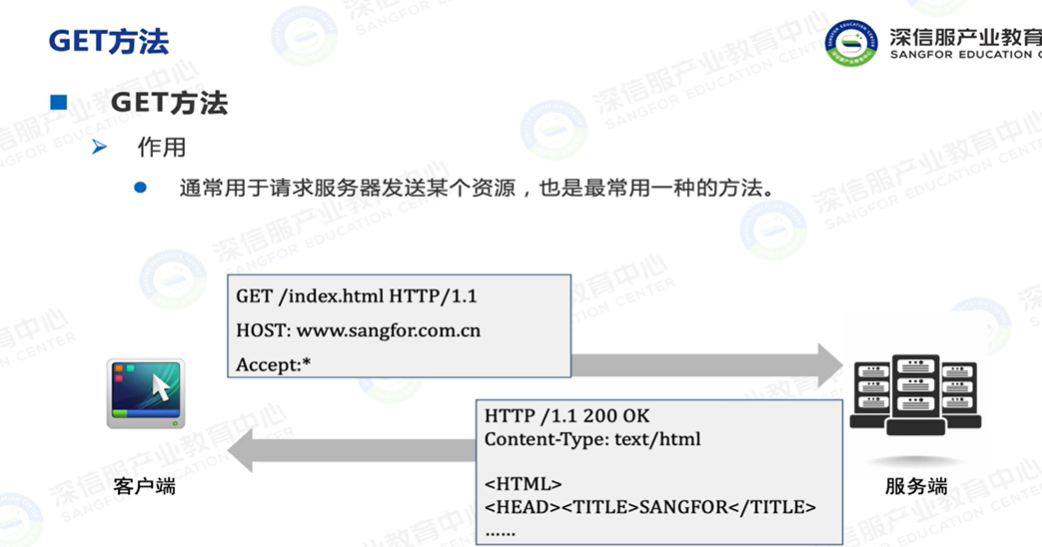 GET方法
深信服产业教育
SANGFOR EDUCATION
GET方法
作用
通常用于请求服务器发送某个资源，也是最常用一种的方法。
GET /index.html HTTP/1.1
HOST: www.sangfor.com.cn
Accept:*
HTTP /1.1 200 OK
Content-Type: text/html
<HTML>
<HEAD><TITLE>SANGFOR</TITLE>
......
客户端
服务端